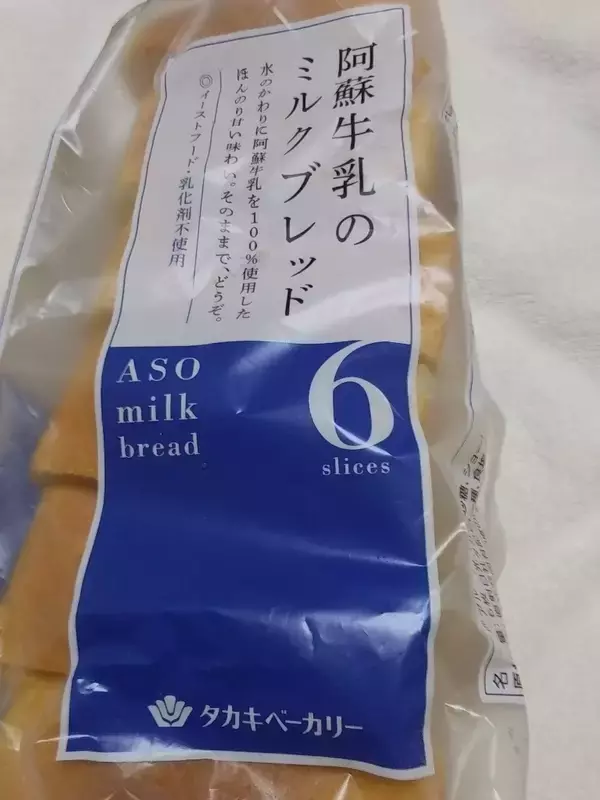 阿蘇牛乳の
ミルクブレッド
水のかわりに阿蘇牛乳を100%使用した
ほんのり甘い味わい。そのままで、どうぞ。
◎イーストフード・乳化剤不使用
ASO
milk
bread
6
slices
タカキベーカリー